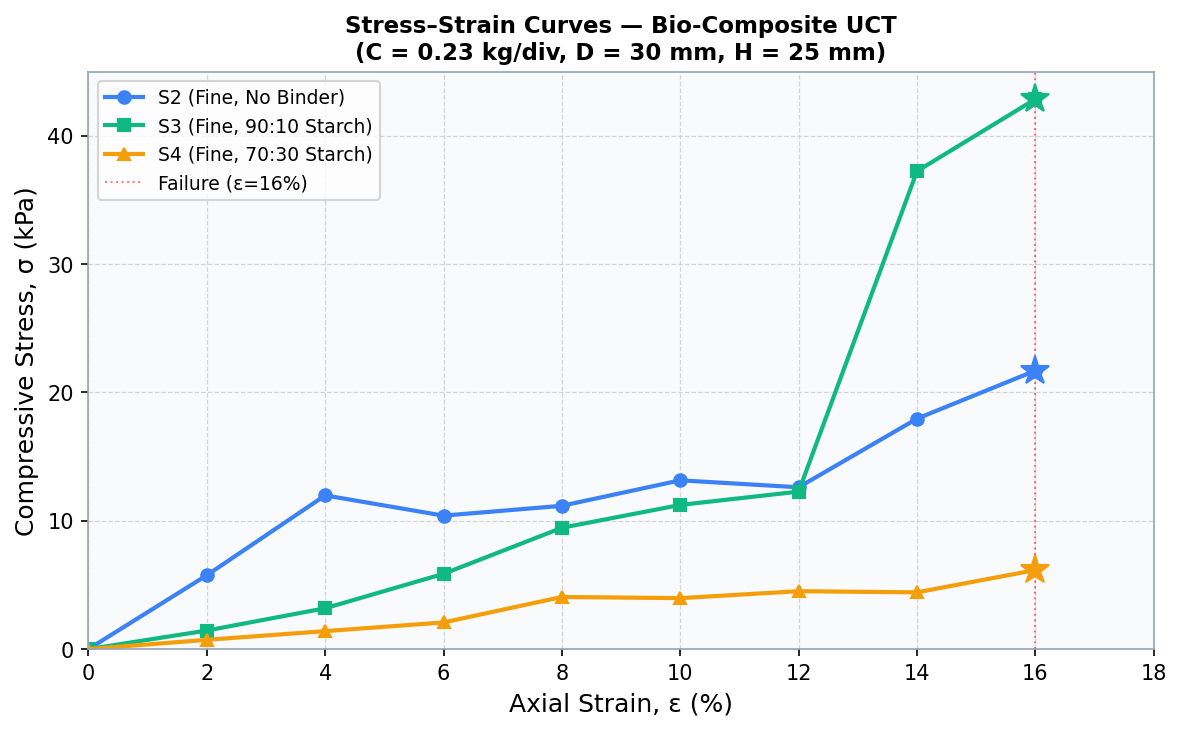 Stress–Strain Curves — Bio-Composite UCT
(C = 0.23 kg/div, D = 30 mm, H = 25 mm)
S2 (Fine, No Binder)
S3 (Fine, 90:10 Starch)
S4 (Fine, 70:30 Starch)
Failure (ε=16%)
Compressive Stress, σ (kPa)
40
30
20
10
0
0 2 4 6 8 10 12 14 16 18
Axial Strain, ε (%)